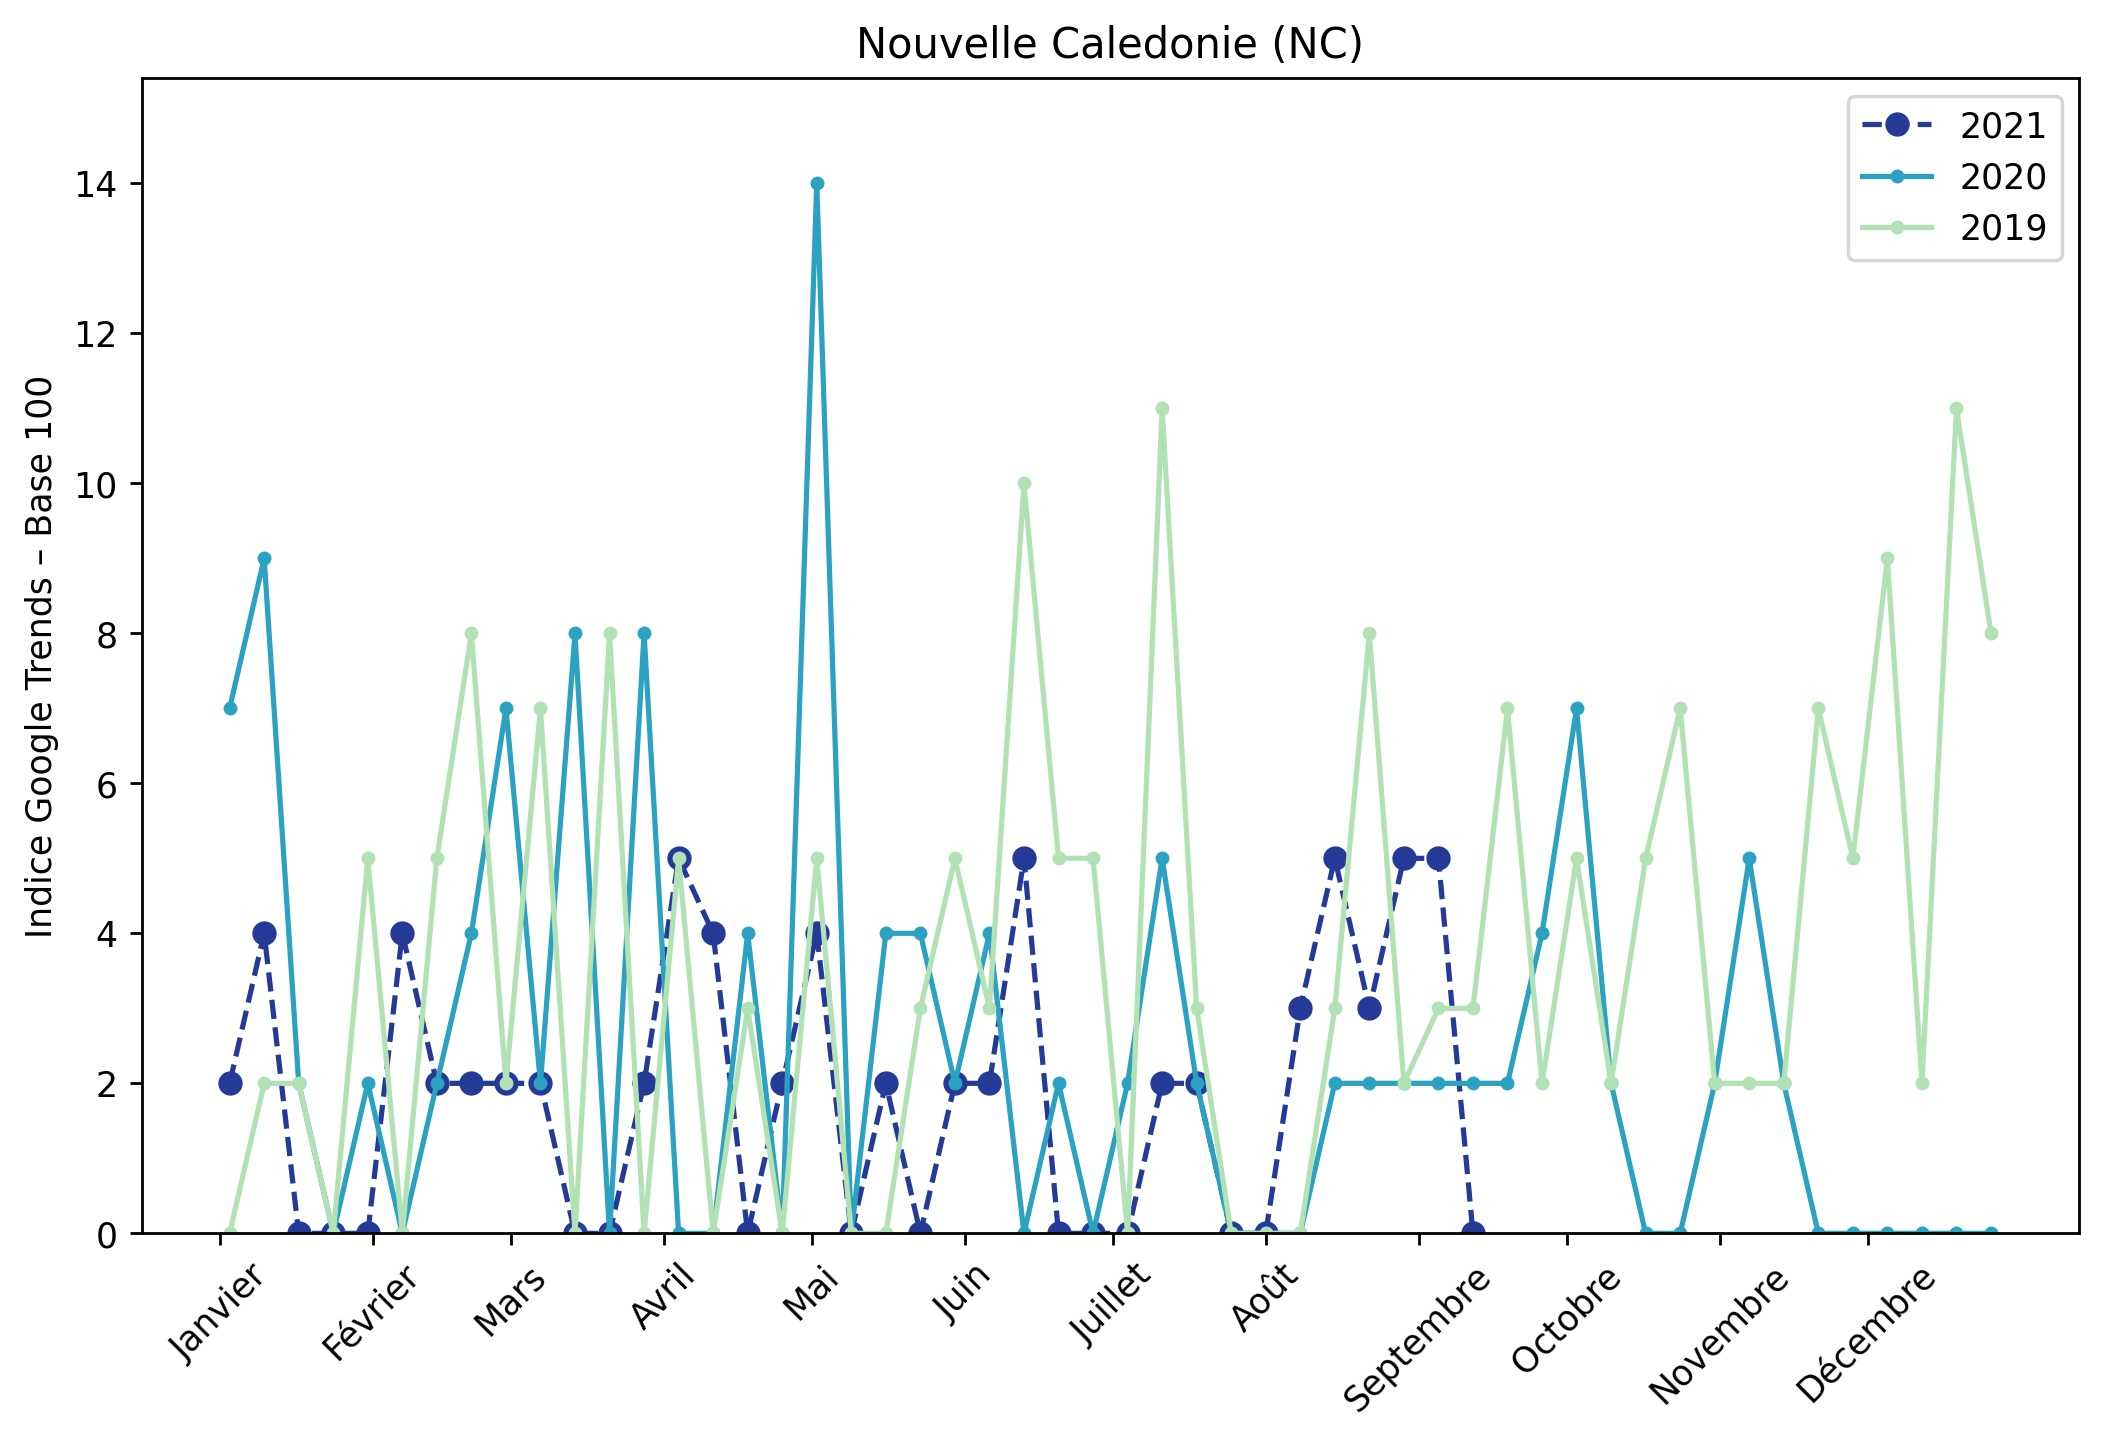 Nouvelle Caledonie (NC)
Indice Google Trends – Base 100
14
12
10
8
6
4
2
0
2021
2020
2019
Janvier
Février
Mars
Avril
Mai
Juin
Juillet
Août
Septembre
Octobre
Novembre
Décembre